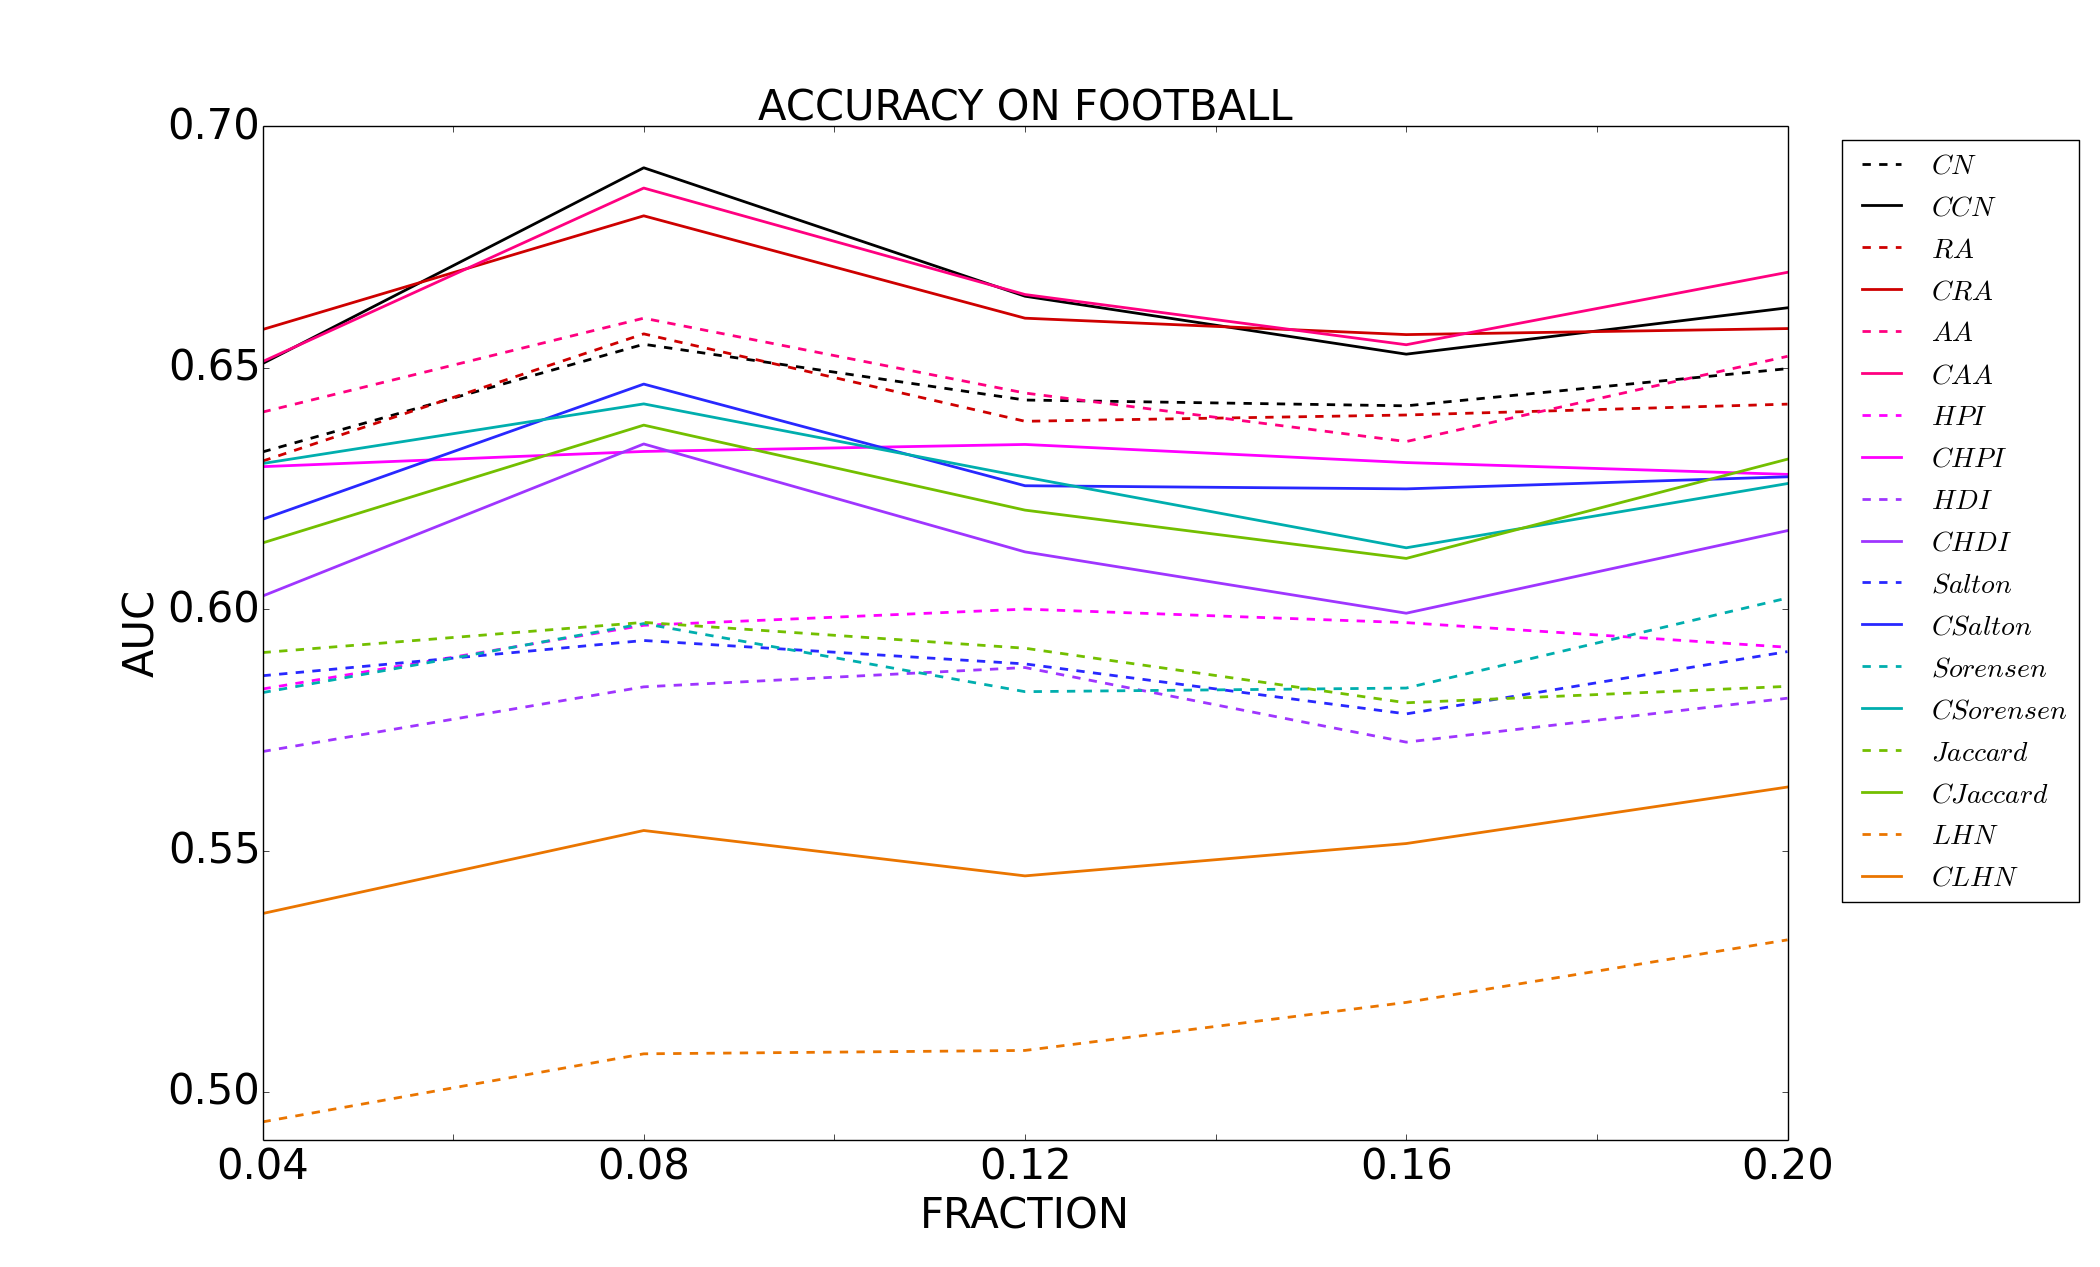 ACCURACY ON FOOTBALL
0.70
0.65
0.60
0.55
0.50
AUC
0.04 0.08 0.12 0.16 0.20
FRACTION
CN
CCN
RA
CRA
AA
CAA
HPI
CHPI
HDI
CHDI
Salton
CSalton
Sorensen
CSorensen
Jaccard
CJaccard
LHN
CLHN